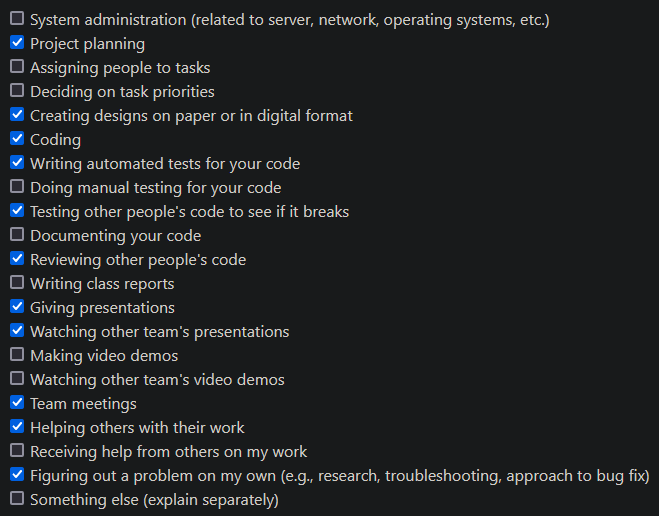 System administration (related to server, network, operating systems, etc.)
Project planning
Assigning people to tasks
Deciding on task priorities
Creating designs on paper or in digital format
Coding
Writing automated tests for your code
Doing manual testing for your code
Testing other people's code to see if it breaks
Documenting your code
Reviewing other people's code
Writing class reports
Giving presentations
Watching other team's presentations
Making video demos
Watching other team's video demos
Team meetings
Helping others with their work
Receiving help from others on my work
Figuring out a problem on my own (e.g., research, troubleshooting, approach to bug fix)
Something else (explain separately)